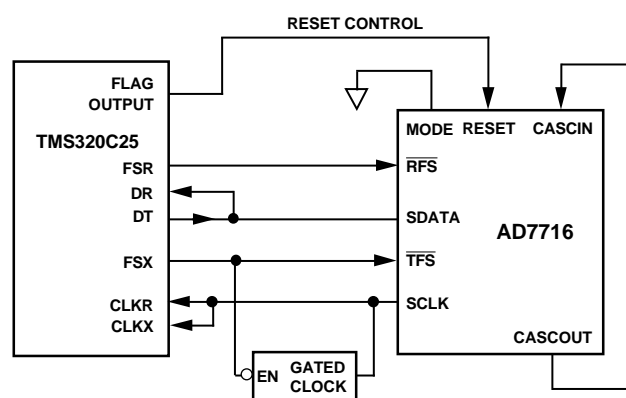 RESET CONTROL
FLAG
OUTPUT
TMS320C25
FSR
DR
DT
FSX
CLKR
CLKX
MODE RESET CASCIN
RFS
SDATA
AD7716
TFS
SCLK
CASCOUT
EN GATED
CLOCK